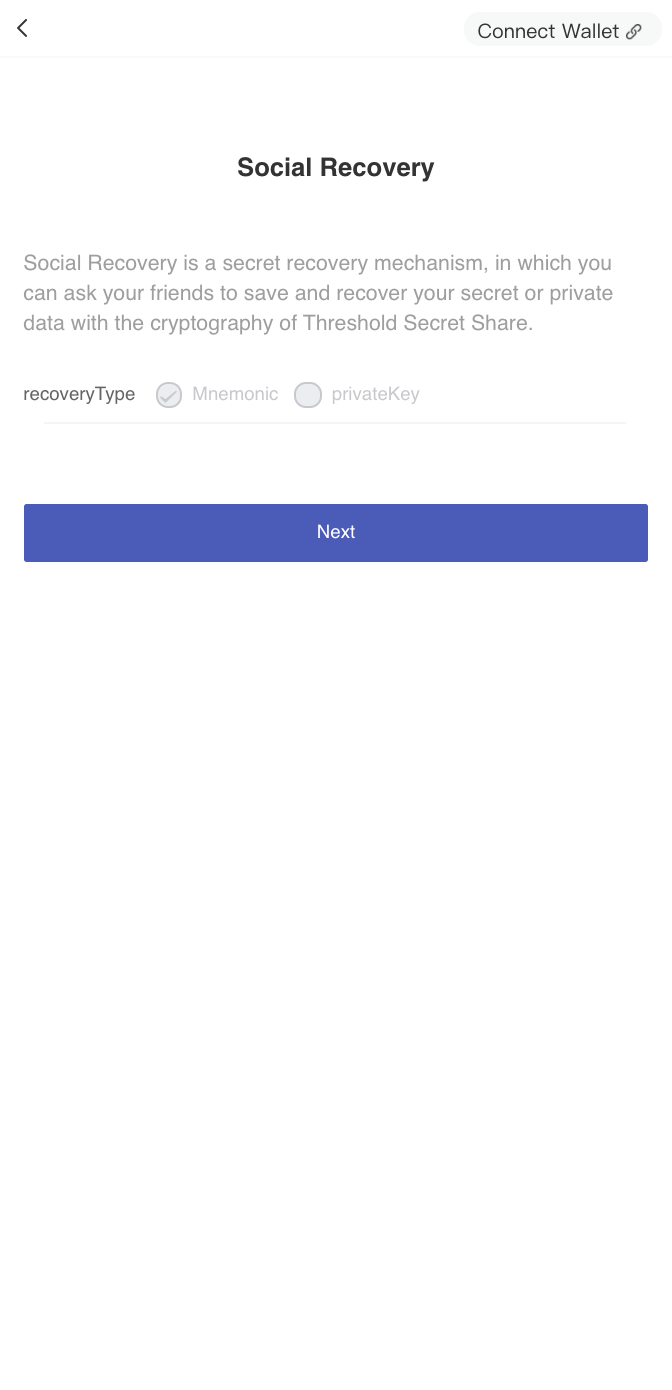 Connect Wallet
Social Recovery
Social Recovery is a secret recovery mechanism, in which you
can ask your friends to save and recover your secret or private
data with the cryptography of Threshold Secret Share.
recoveryType Mnemonic privateKey
Next